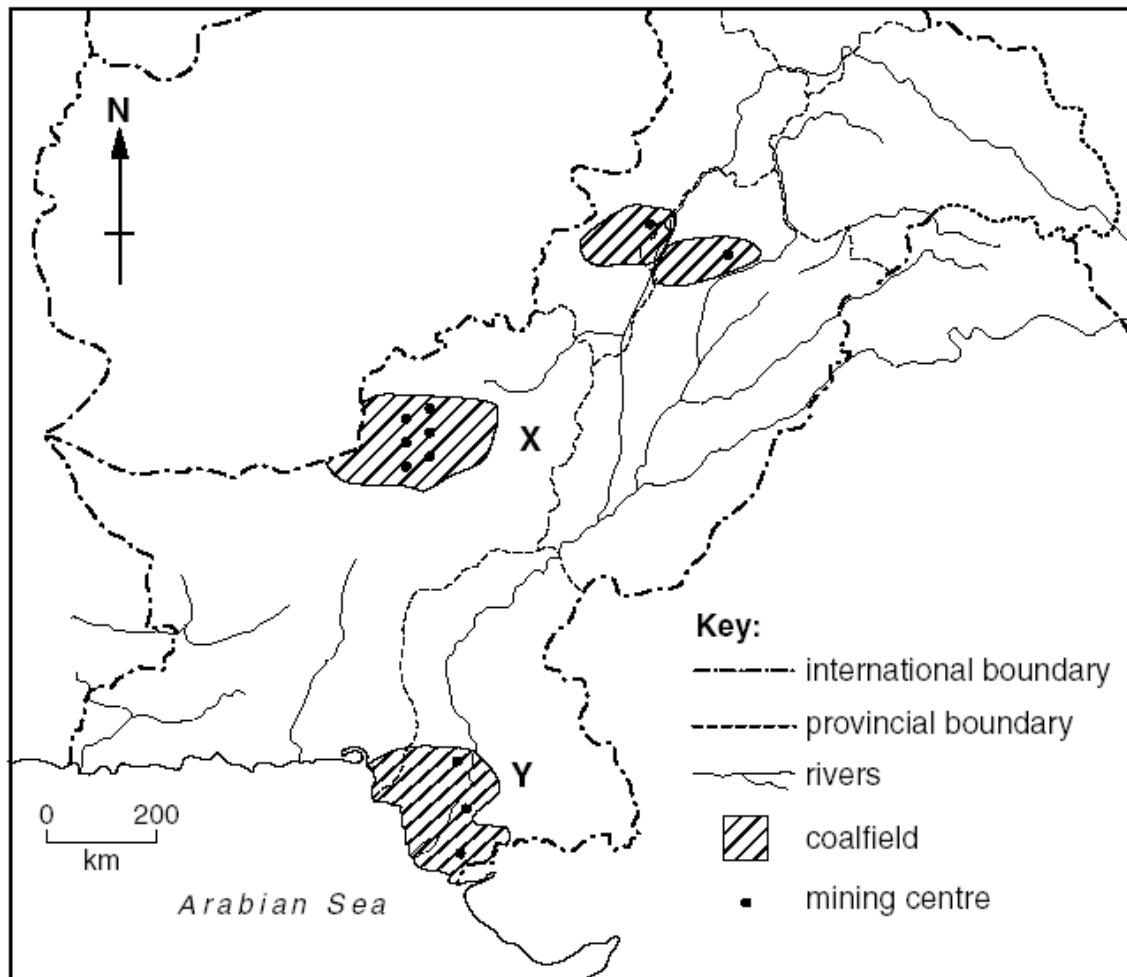 N
X
Y
Key:
international boundary
provincial boundary
rivers
coalfield
mining centre
0 200
km
Arabian Sea